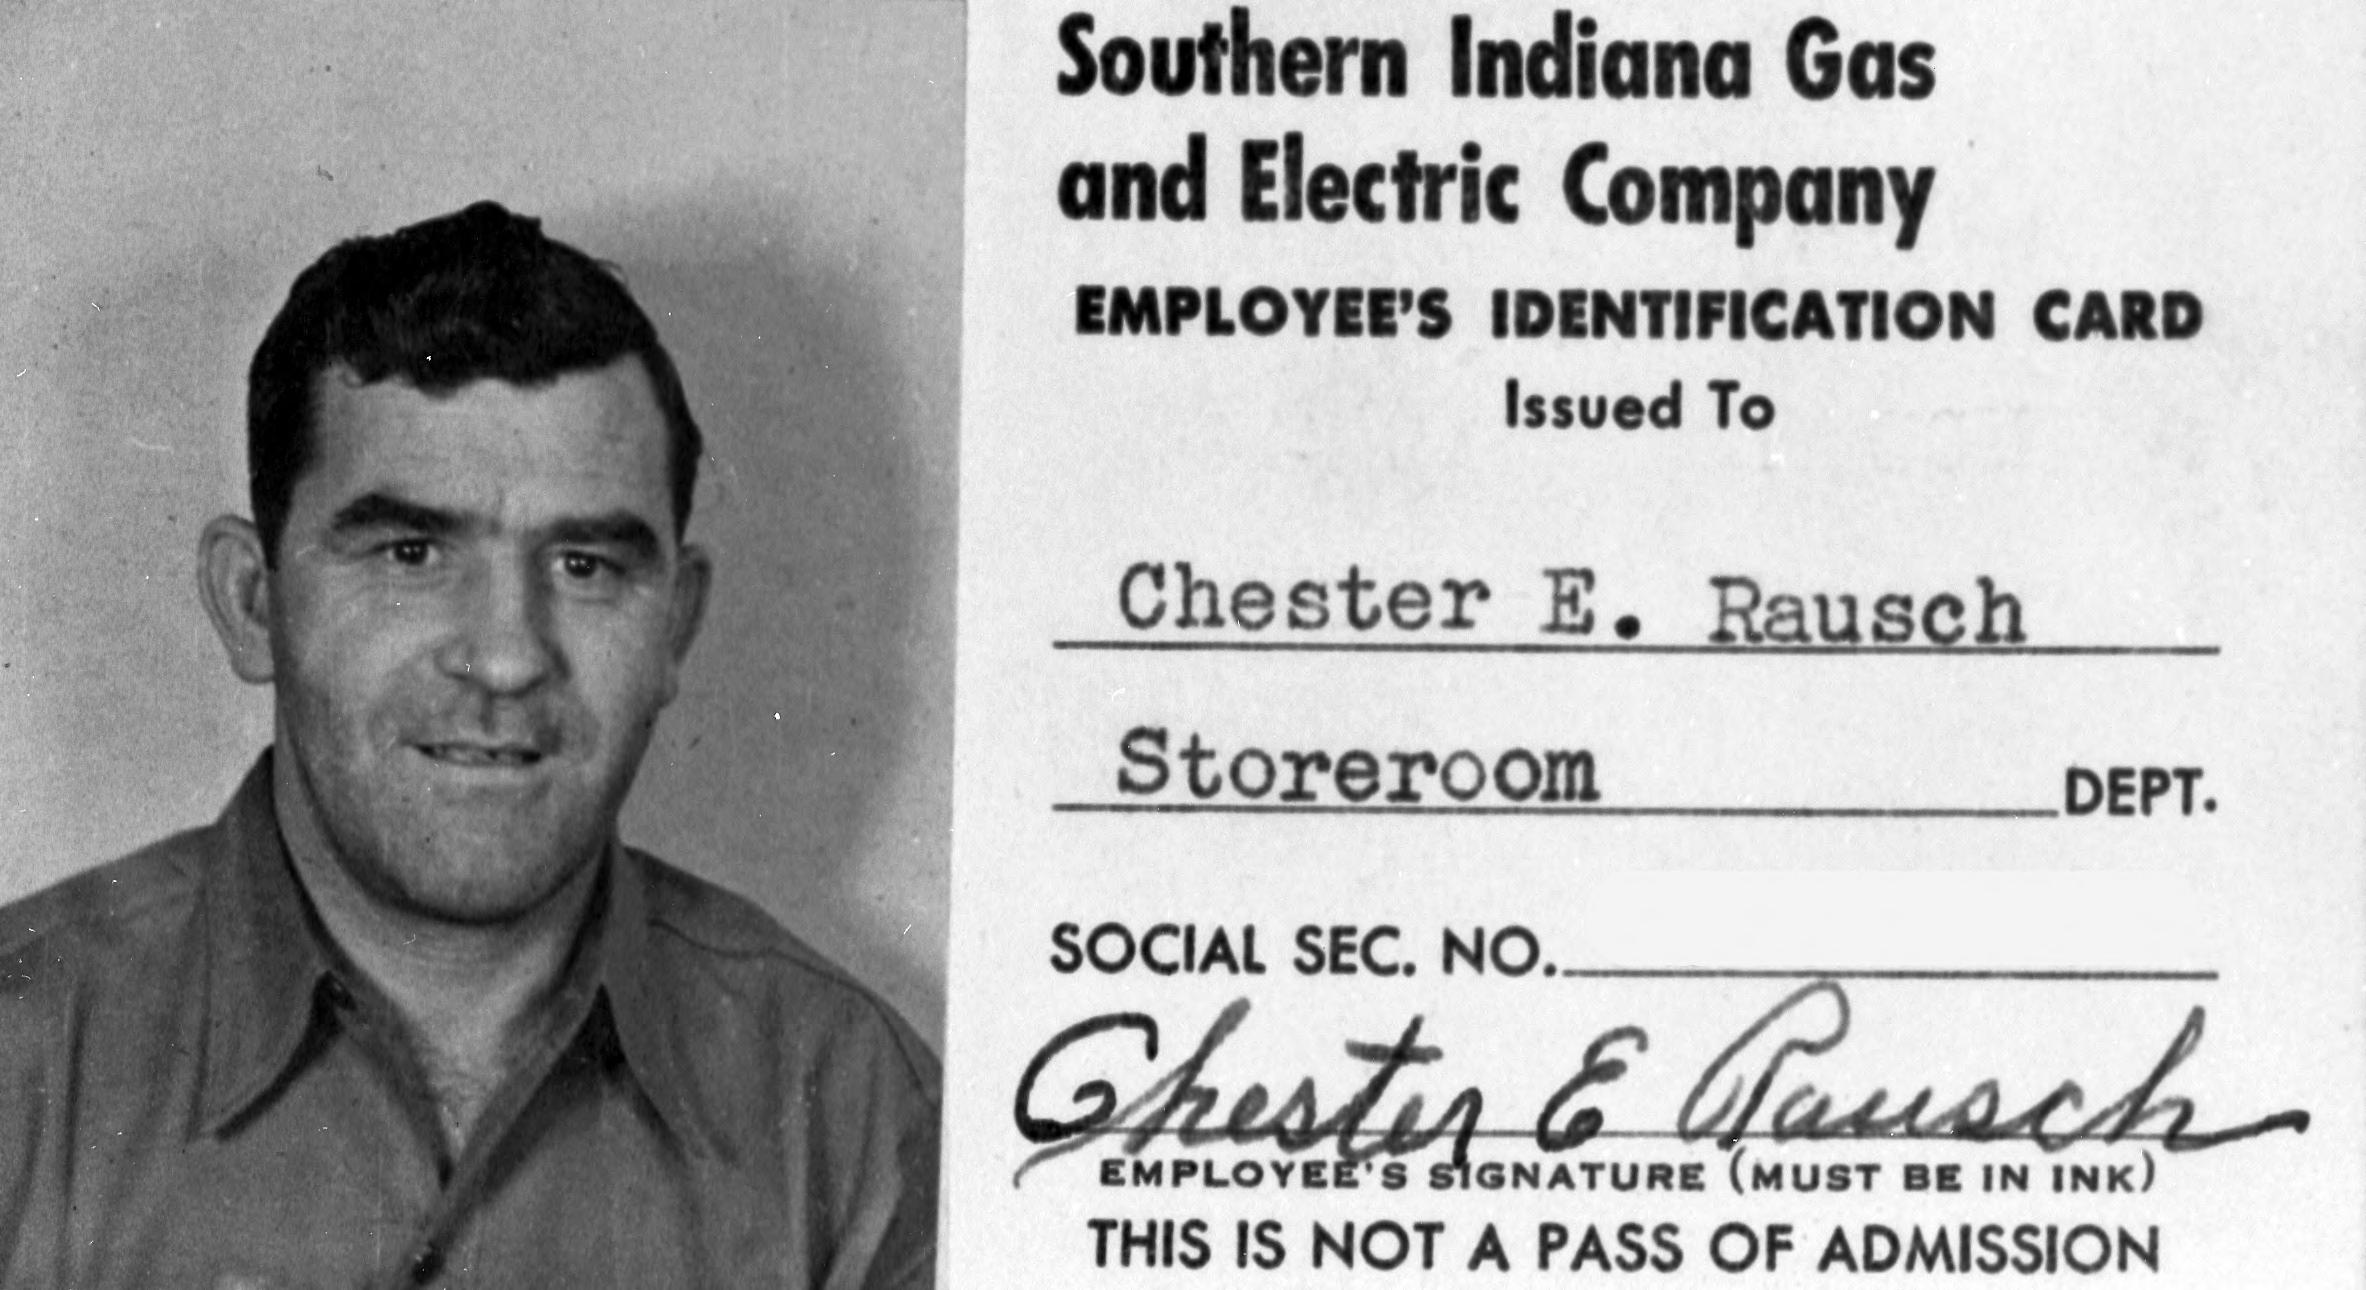 Southern Indiana Gas
and Electric Company
EMPLOYEE'S IDENTIFICATION CARD
Issued To
Chester E. Rausch
Storeroom DEPT.
SOCIAL SEC. NO.
Chester E Rausch
EMPLOYEE'S SIGNATURE (MUST BE IN INK)
THIS IS NOT A PASS OF ADMISSION